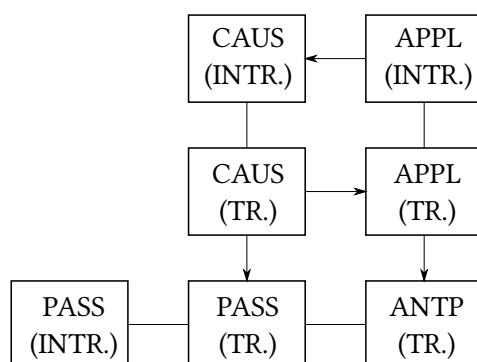 CAUS
(INTR.)
APPL
(INTR.)
CAUS
(TR.)
APPL
(TR.)
PASS
(INTR.)
PASS
(TR.)
ANTP
(TR.)